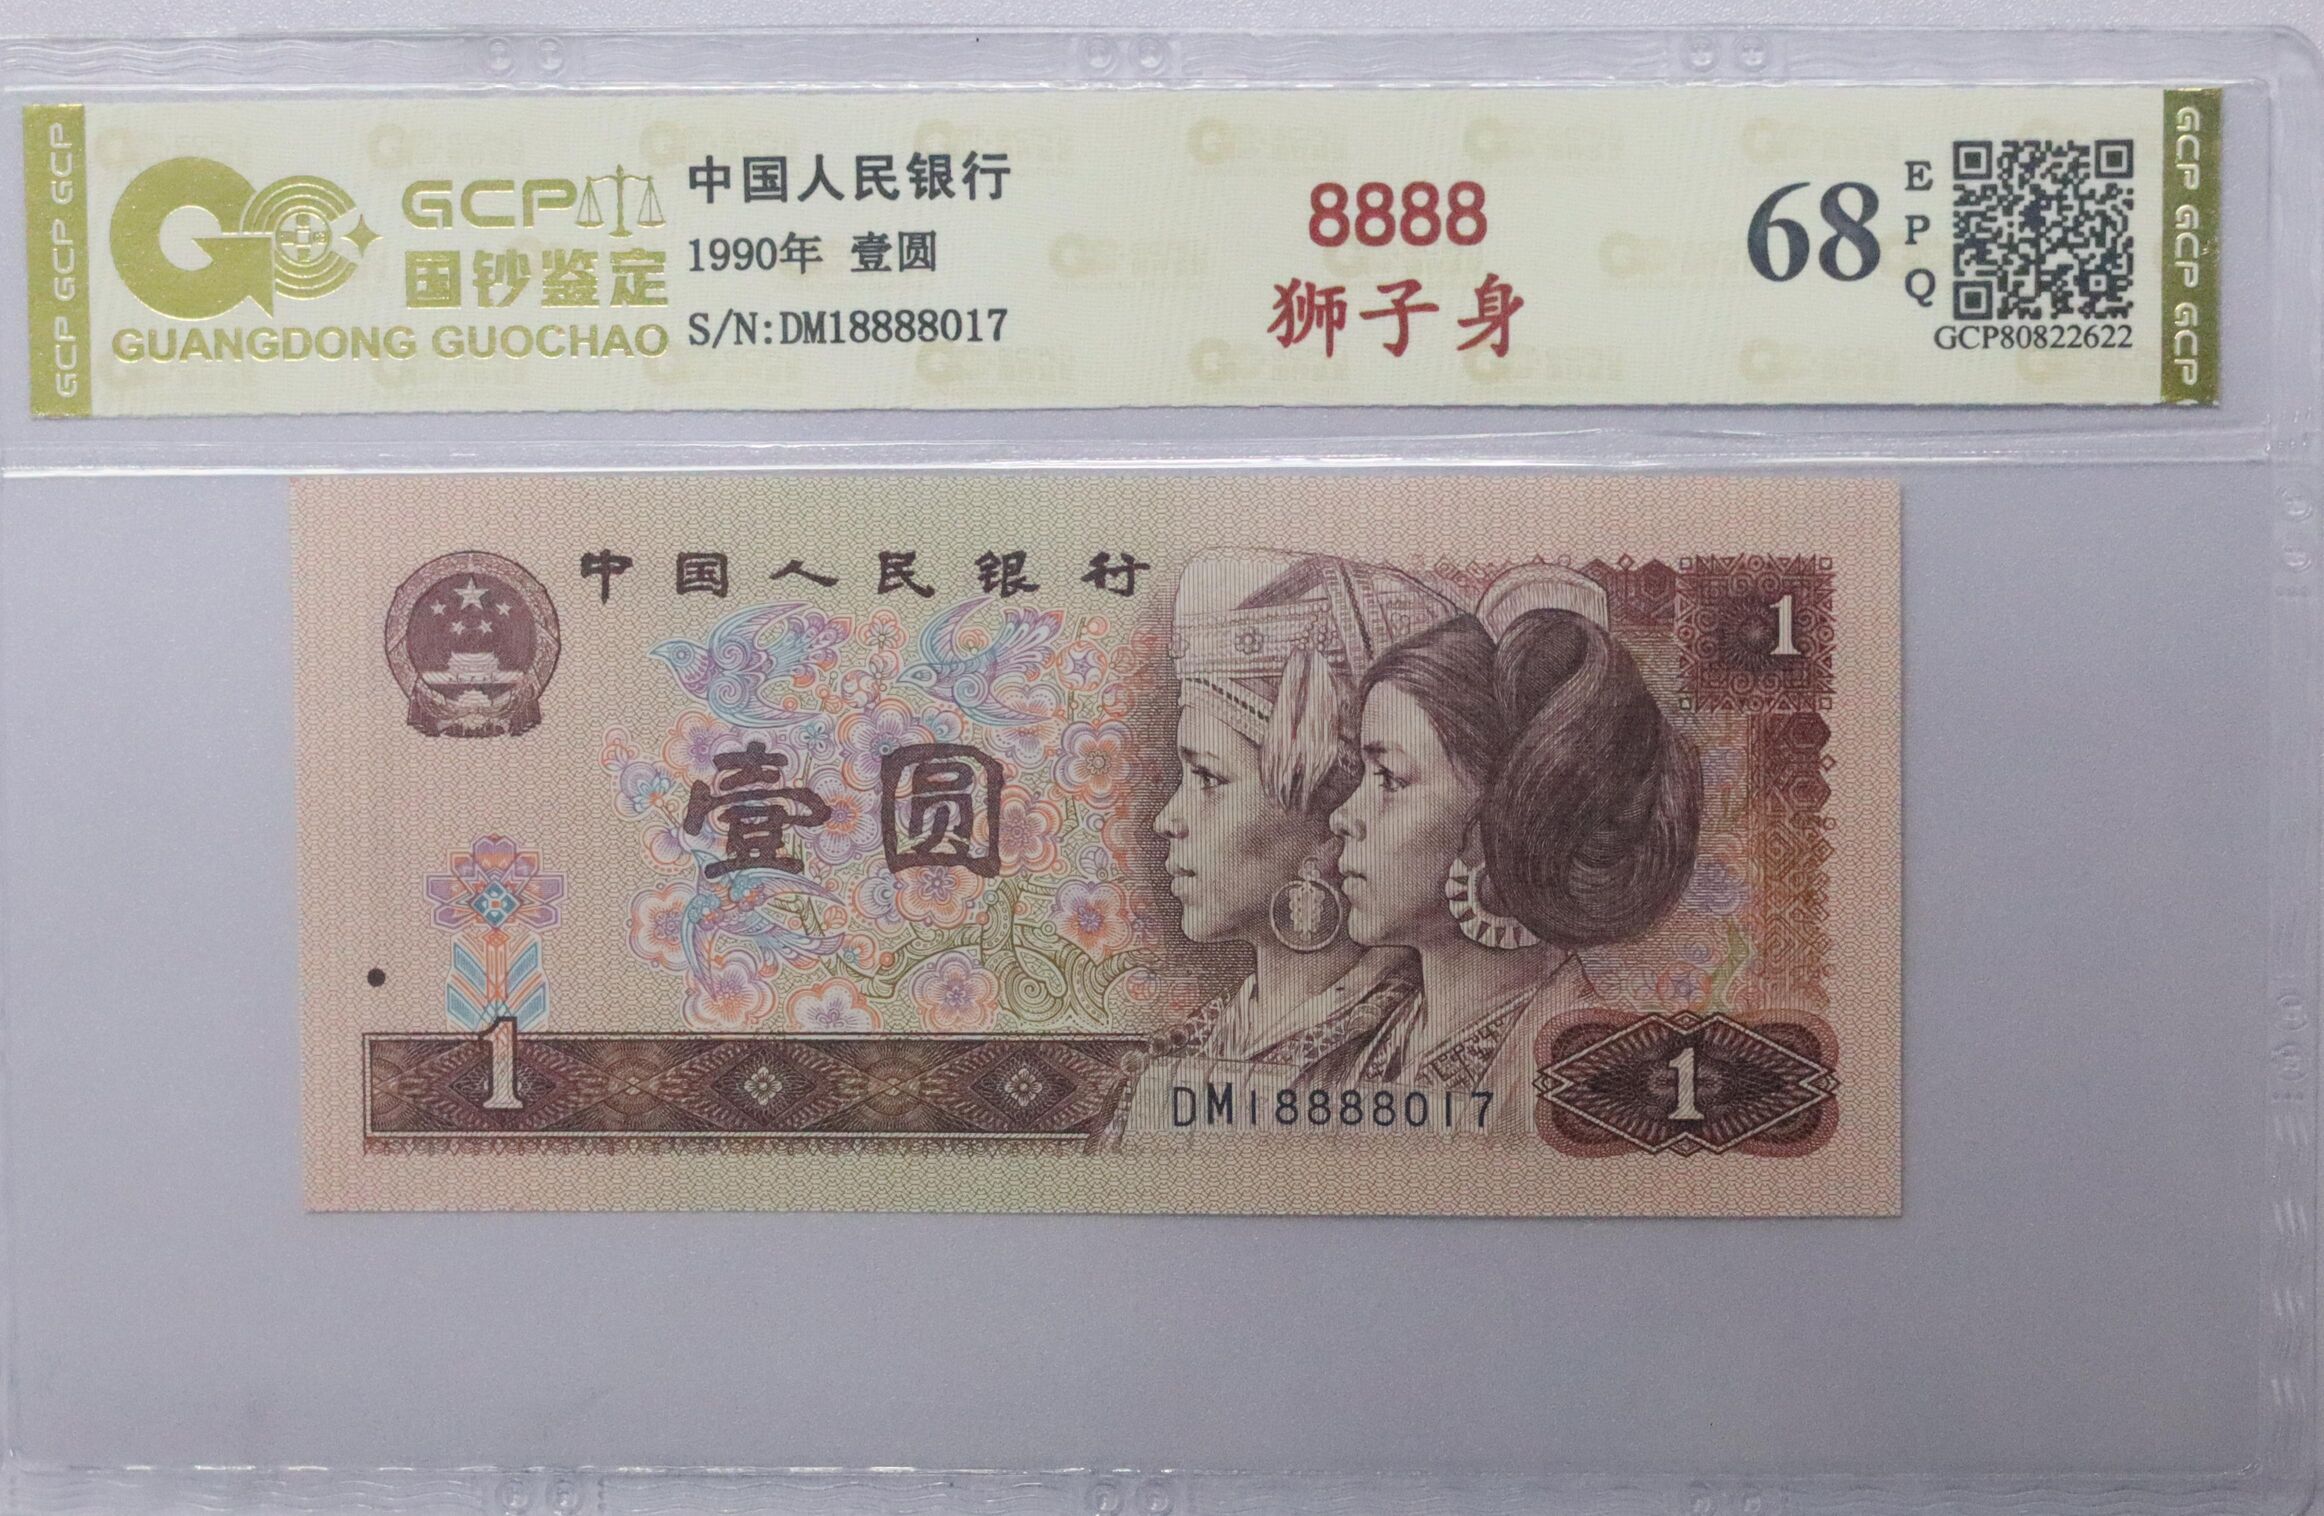 GCP GCP GCP
GCP
国钞鉴定
GUANGDONG GUOCHAO
中国人民银行
1990年 壹圆
S/N:DM18888017
8888
狮子身
68
EPQ
GCP80822622
GCP GCP GCP
中国人民银行
1
壹圆
1
DM18888017
1